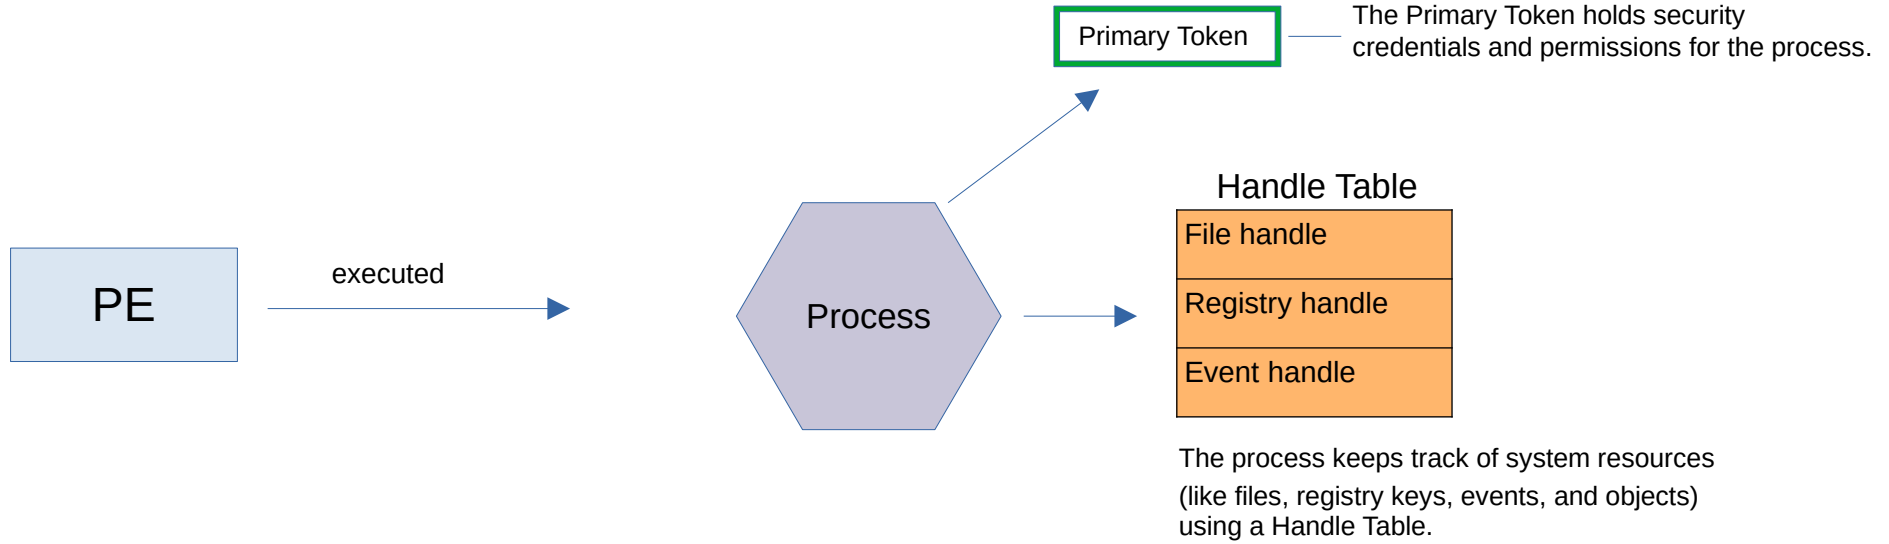 Primary Token
The Primary Token holds security
credentials and permissions for the process.
PE
executed
Process
Handle Table
File handle
Registry handle
Event handle
The process keeps track of system resources
(like files, registry keys, events, and objects)
using a Handle Table.